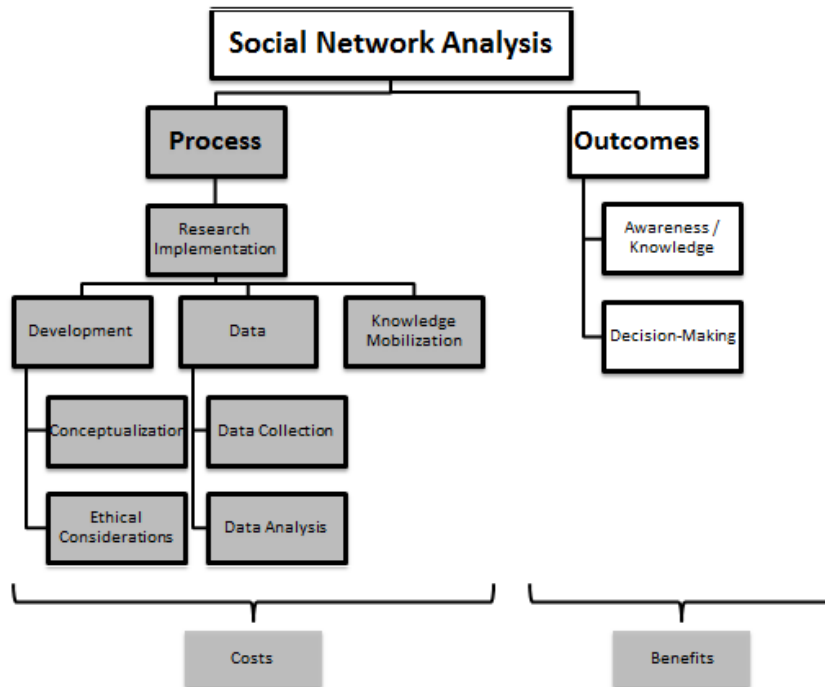 Social Network Analysis
Process
Outcomes
Research
Implementation
Awareness /
Knowledge
Development
Data
Knowledge
Mobilization
Decision-Making
Conceptualization
Data Collection
Ethical
Considerations
Data Analysis
Costs
Benefits